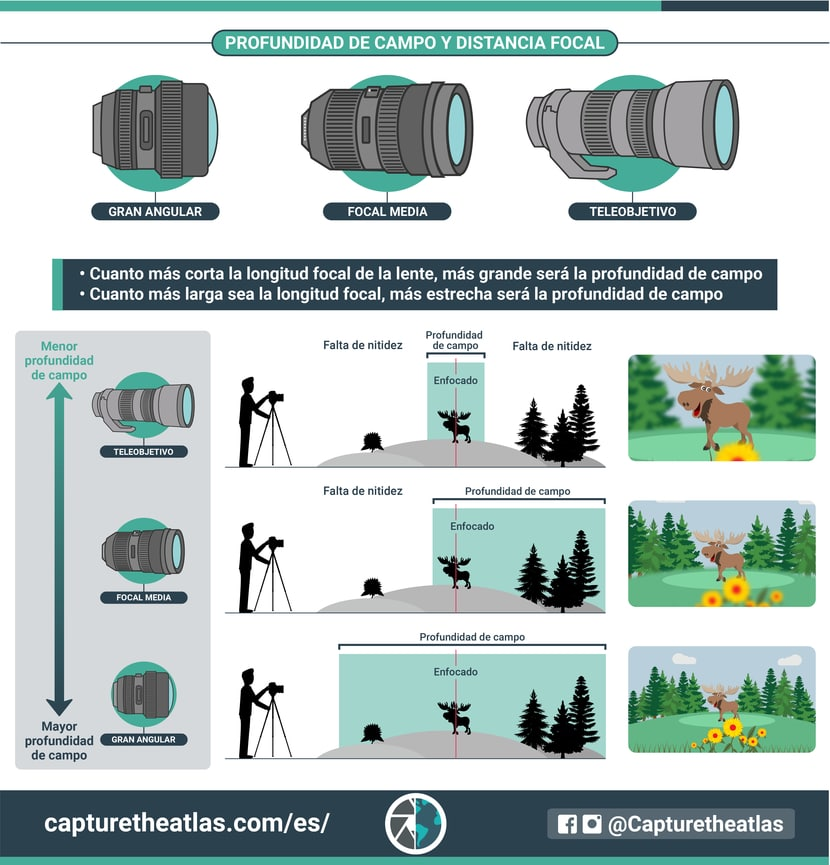 PROFUNDIDAD DE CAMPO Y DISTANCIA FOCAL
GRAN ANGULAR
FOCAL MEDIA
TELEOBJETIVO
• Cuanto más corta la longitud focal de la lente, más grande será la profundidad de campo
• Cuanto más larga sea la longitud focal, más estrecha será la profundidad de campo
Menor
profundidad
de campo
TELEOBJETIVO
FOCAL MEDIA
GRAN ANGULAR
Mayor
profundidad
de campo
Falta de nitidez
Profundidad
de campo
Falta de nitidez
Enfocado
Falta de nitidez
Profundidad de campo
Enfocado
Profundidad de campo
Enfocado
capturetheatlas.com/es/
@Capturetheatlas